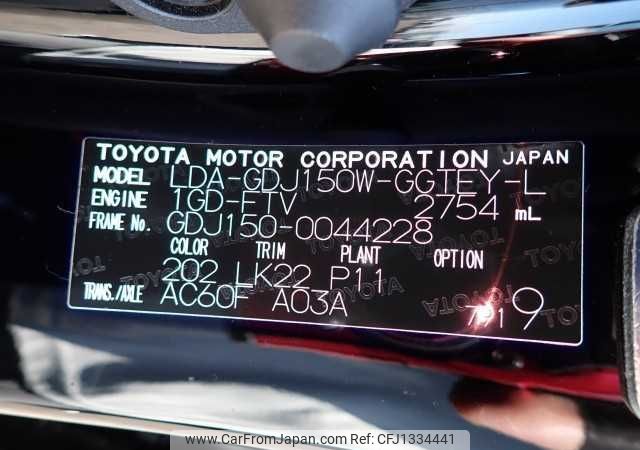 TOYOTA MOTOR CORPORATION JAPAN
MODEL LDA-GDJ150W-GGTEY-L
ENGINE 1GD-FTV 2754 mL
FRAME No. GDJ150-0044228
COLOR TRIM PLANT OPTION
202 LK22 P11
TRANS./AXLE AC60F A03A
9
www.CarFromJapan.com - CFJ1334441